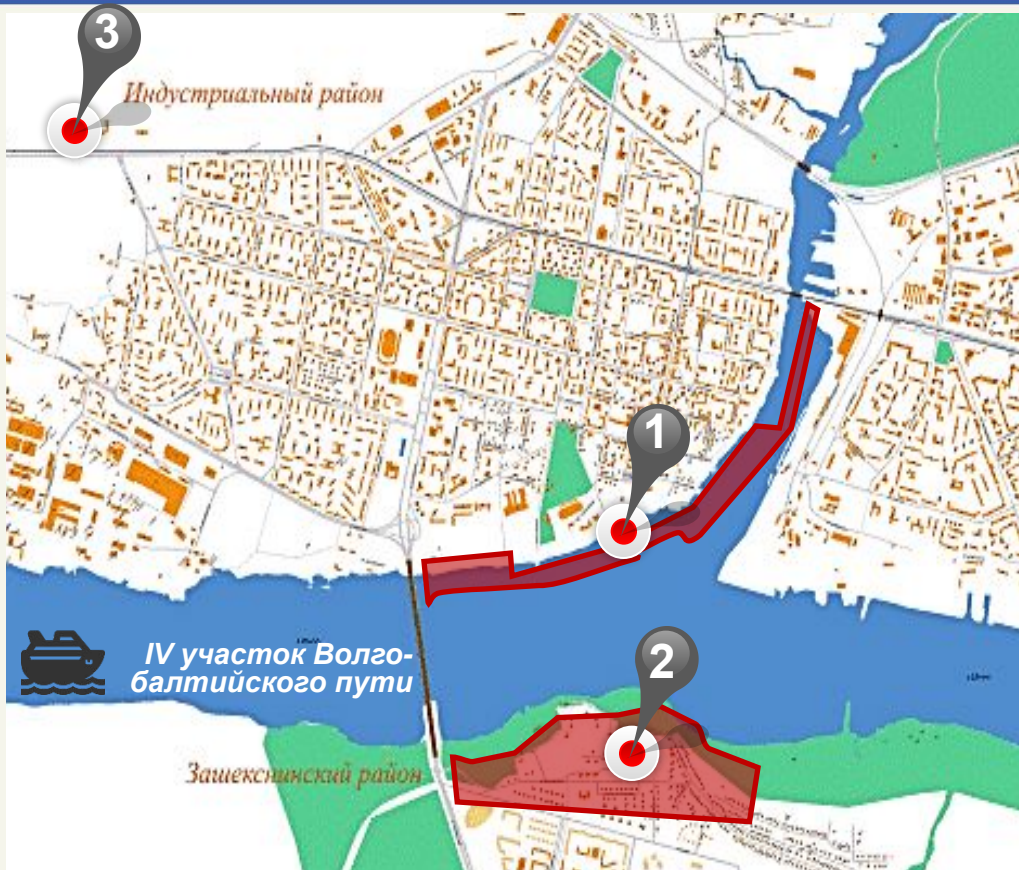 3
Индустриальный район
1
IV участок Волго-
балтийского пути
2
Зашекснинский район